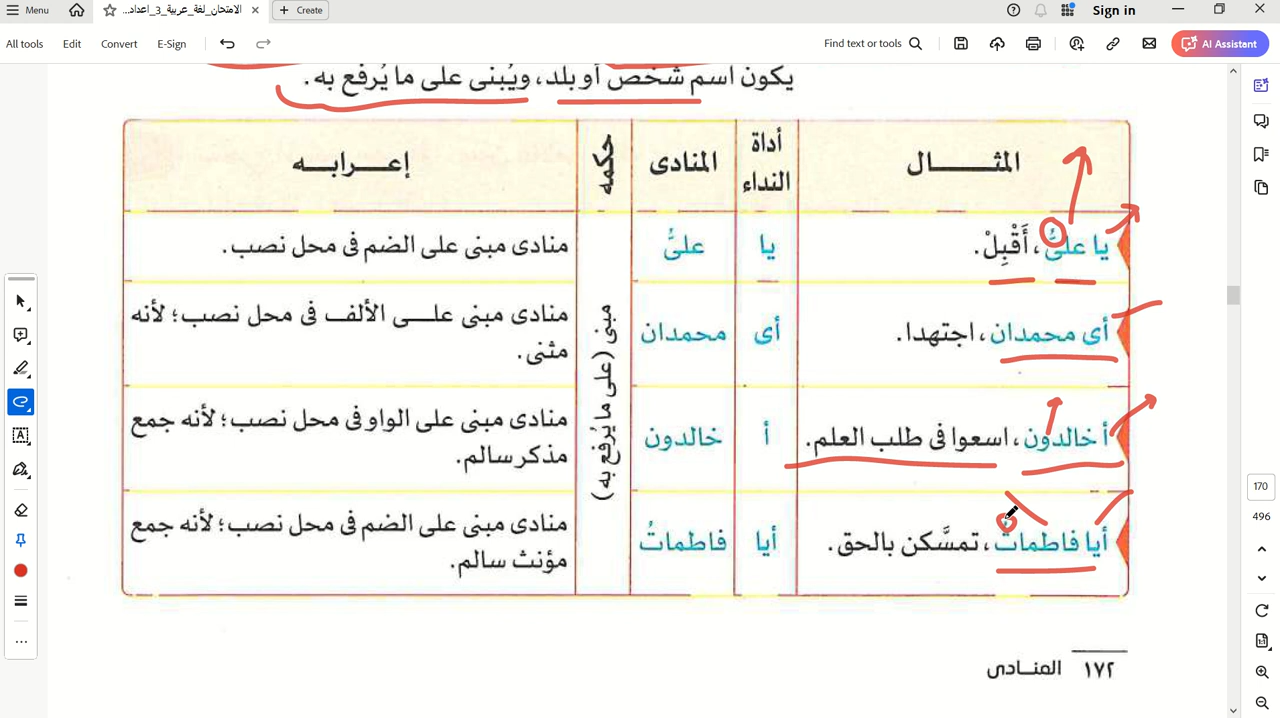 Menu
الامتحان_لغة_عربية_3_اعداد...
Create
Sign in
All tools
Edit
Convert
E-Sign
Find text or tools
AI Assistant
يكون اسم شخص أو بلد، ويُبنى على ما يُرفع به.
المثـــال
أداة النداء
المنادى
حكمه
إعـــرابـــه
يا علىُّ، أَقْبِلْ.
يا
علىُّ
منادى مبنى على الضم فى محل نصب.
أى محمدان، اجتهدا.
أى
محمدان
منادى مبنى علــى الألف فى محل نصب؛ لأنه
مثنى.
مبنى (على ما يُرفع به)
أ خالدون، اسعوا فى طلب العلم.
أ
خالدون
منادى مبنى على الواو فى محل نصب؛ لأنه جمع
مذكر سالم.
أيا فاطماتُ، تمسَّكن بالحق.
أيا
فاطماتُ
منادى مبنى على الضم فى محل نصب؛ لأنه جمع
مؤنث سالم.
١٧٢ المنادى
170
496